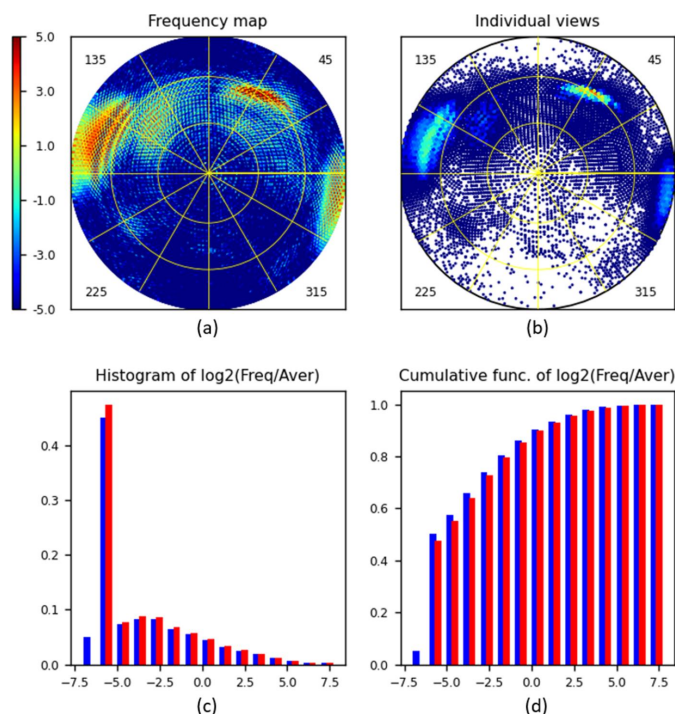 Frequency map
Individual views
5.0
3.0
1.0
-1.0
-3.0
-5.0
135
45
225
315
135
45
225
315
(a)
(b)
Histogram of log2(Freq/Aver)
Cumulative func. of log2(Freq/Aver)
0.4
0.3
0.2
0.1
0.0
−7.5 −5.0 −2.5 0.0 2.5 5.0 7.5
1.0
0.8
0.6
0.4
0.2
0.0
−7.5 −5.0 −2.5 0.0 2.5 5.0 7.5
(c)
(d)